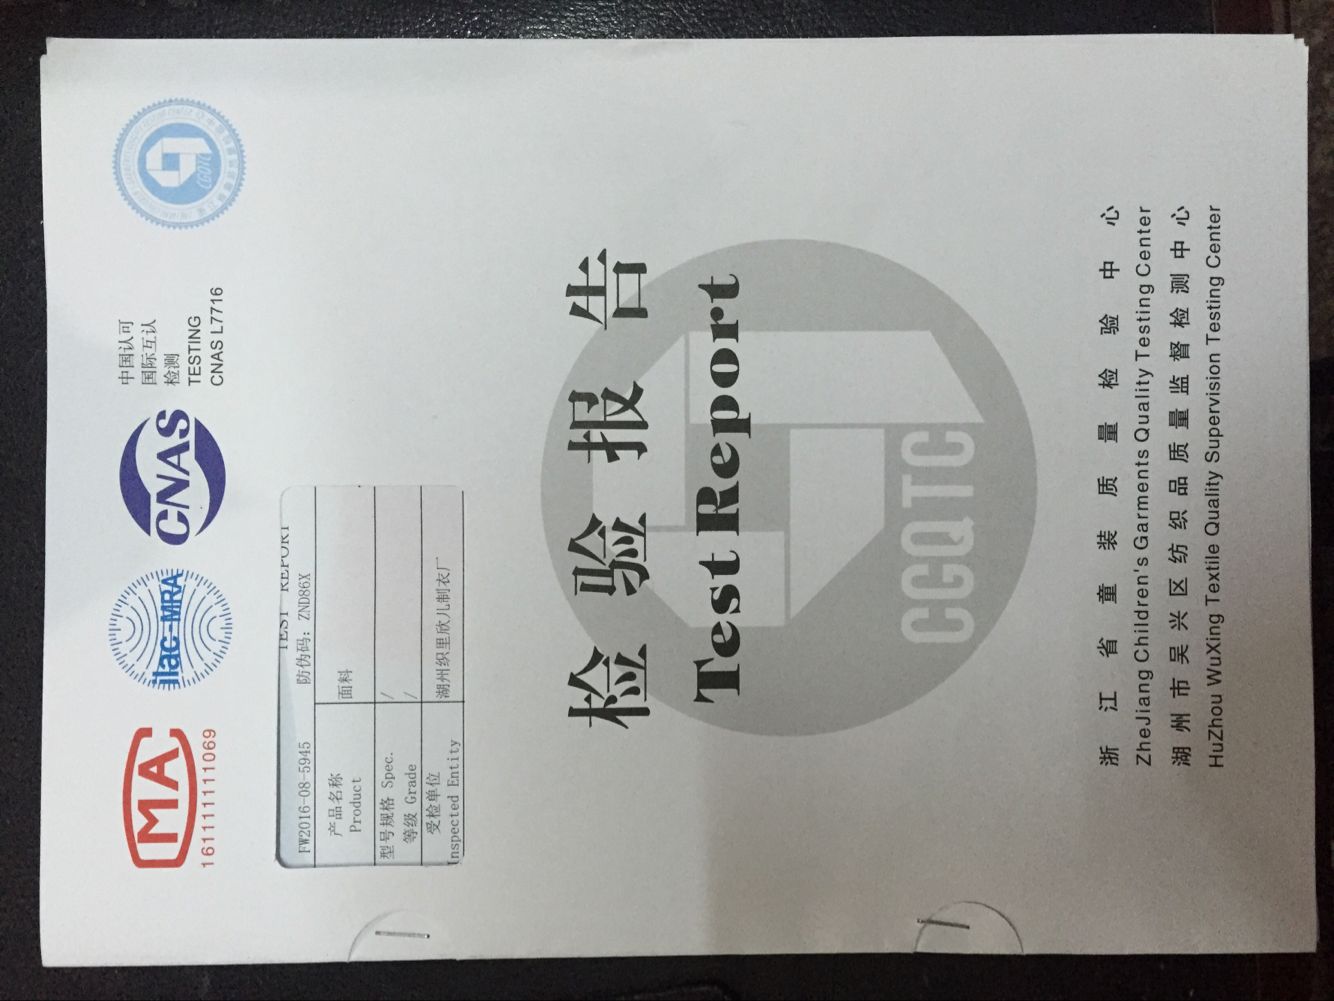 MA
161111111069
ilac-MRA
CNAS
中国认可
国际互认
检测
TESTING
CNAS L7716
CGQTC
TEST REPORT
FW2016-08-5945 防伪码: ZND86X
产品名称 面料
Product
型号规格 Spec. /
等级 Grade /
受检单位 湖州织里欣儿制衣厂
Inspected Entity
检验报告
Test Report
CGQTC
浙江省童装质量检验中心
ZheJiang Children's Garments Quality Testing Center
湖州市吴兴区纺织品质量监督检测中心
HuZhou WuXing Textile Quality Supervision Testing Center